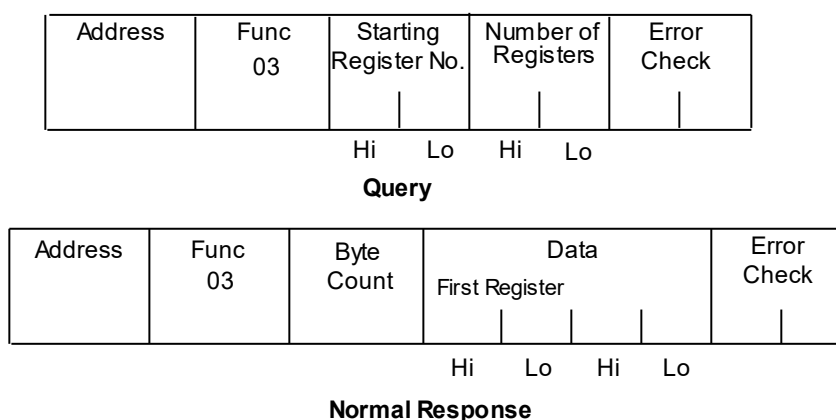 Address
Func
03
Starting
Register No.
Number of
Registers
Error
Check
Hi Lo Hi Lo
Query
Address
Func
03
Byte
Count
Data
First Register
Error
Check
Hi Lo Hi Lo
Normal Response